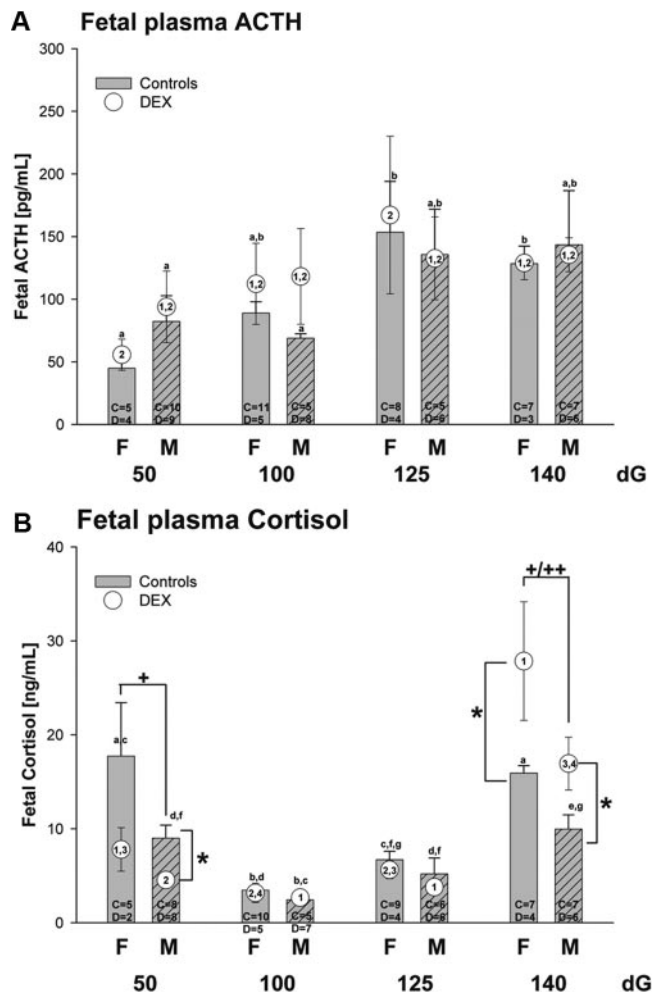 A Fetal plasma ACTH
300
250
200
150
100
50
0
Fetal ACTH [pg/mL]
Controls
DEX
a
2
C=5
D=4
a
1,2
C=10
D=9
a,b
1,2
C=11
D=5
1,2
a
C=5
D=8
b
2
C=8
D=4
a,b
1,2
C=5
D=6
b
1,2
C=7
D=3
a,b
1,2
C=7
D=6
F M F M F M F M
50 100 125 140 dG
B Fetal plasma Cortisol
40
30
20
10
0
Fetal Cortisol [ng/mL]
Controls
DEX
+
a,c
1,3
C=5
D=2
d,f
2
*
C=8
D=8
b,d
2,4
C=10
D=5
b,c
1
C=5
D=7
c,f,g
2,3
C=9
D=4
d,f
1
C=6
D=6
+/++
1
*
a
C=7
D=4
3,4
*
e,g
C=7
D=6
F M F M F M F M
50 100 125 140 dG